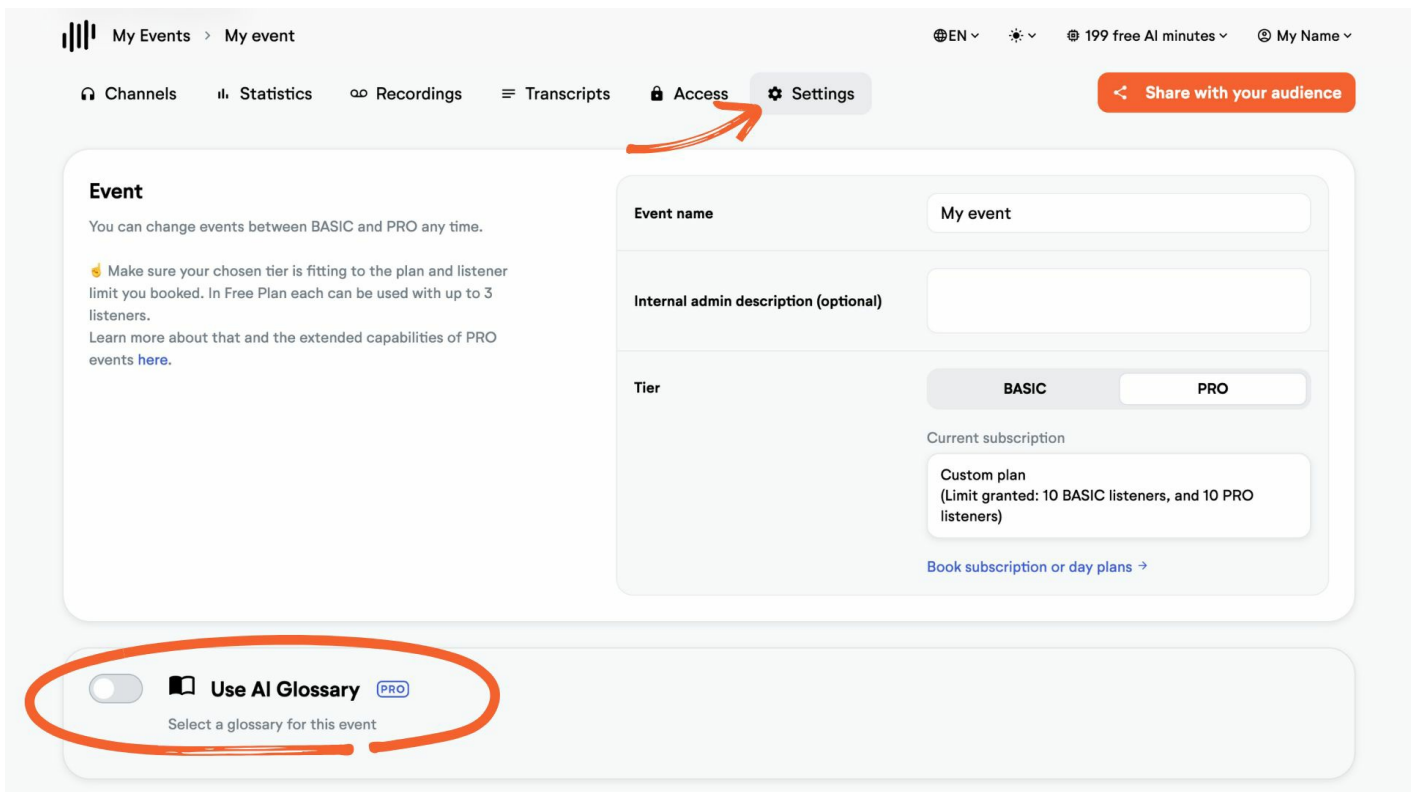 My Events > My event
EN
199 free AI minutes
My Name
Channels
Statistics
Recordings
Transcripts
Access
Settings
Share with your audience
Event
You can change events between BASIC and PRO any time.
☝ Make sure your chosen tier is fitting to the plan and listener
limit you booked. In Free Plan each can be used with up to 3
listeners.
Learn more about that and the extended capabilities of PRO
events here.
Event name
My event
Internal admin description (optional)
Tier
BASIC
PRO
Current subscription
Custom plan
(Limit granted: 10 BASIC listeners, and 10 PRO
listeners)
Book subscription or day plans →
Use AI Glossary PRO
Select a glossary for this event